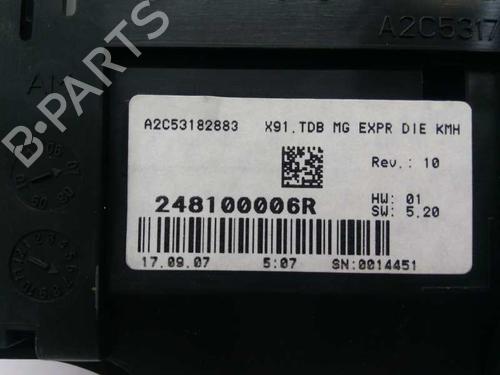 A2C5317
A2C53182883 X91.TDB MG EXPR DIE KMH
Rev.: 10
248100006R
HW: 01
SW: 5.20
17.09.07 5:07 SN:0014451